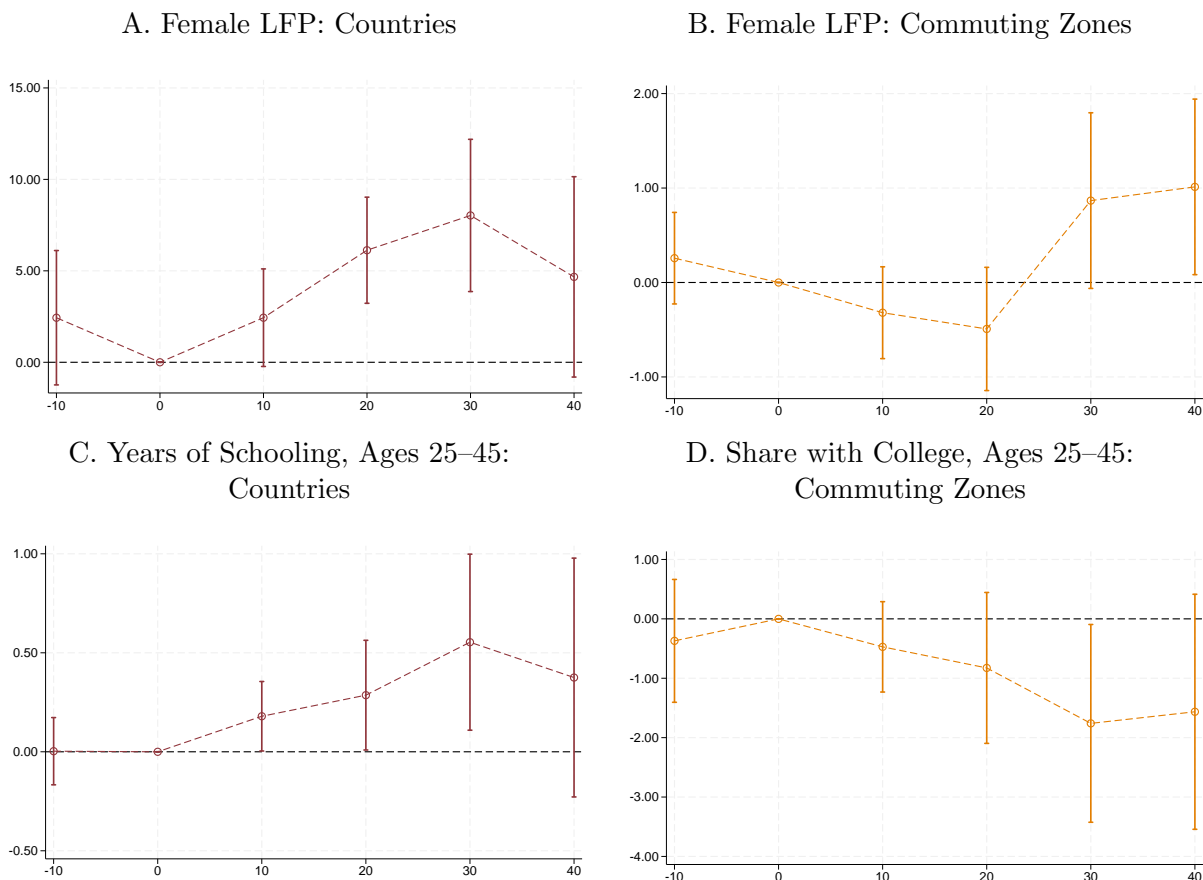 A. Female LFP: Countries
B. Female LFP: Commuting Zones
15.00
10.00
5.00
0.00
-10 0 10 20 30 40
2.00
1.00
0.00
-1.00
-10 0 10 20 30 40
C. Years of Schooling, Ages 25–45:
Countries
D. Share with College, Ages 25–45:
Commuting Zones
1.00
0.50
0.00
-0.50
-10 0 10 20 30 40
1.00
0.00
-1.00
-2.00
-3.00
-4.00
-10 0 10 20 30 40